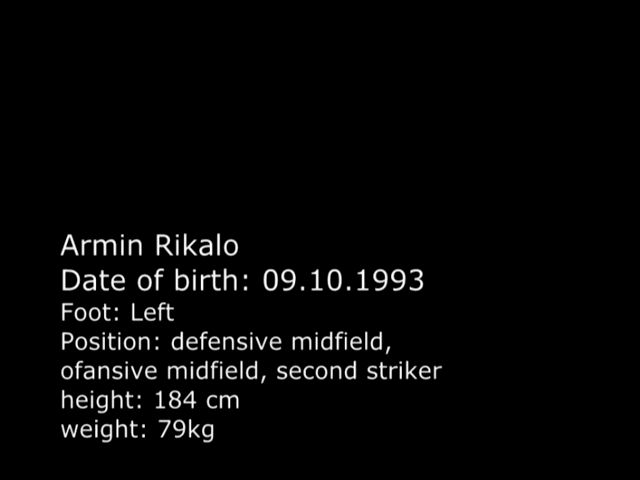 Armin Rikalo
Date of birth: 09.10.1993
Foot: Left
Position: defensive midfield,
ofansive midfield, second striker
height: 184 cm
weight: 79kg